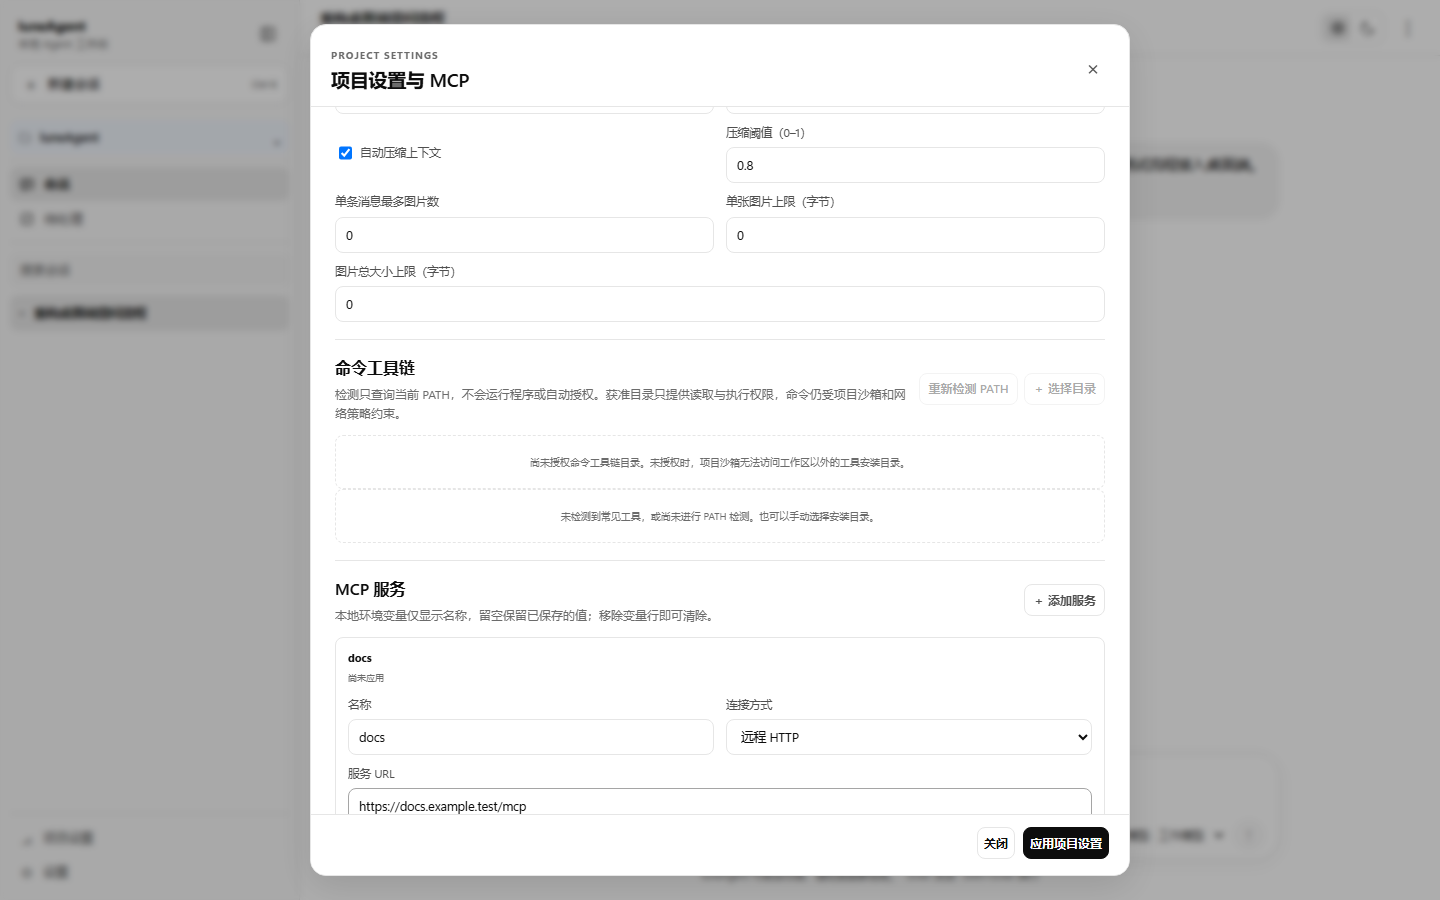 PROJECT SETTINGS
项目设置与 MCP
×
自动压缩上下文
压缩阈值（0–1）
0.8
单条消息最多图片数
单张图片上限（字节）
0
0
图片总大小上限（字节）
0
命令工具链
检测只查询当前 PATH，不会运行程序或自动授权。获准目录只提供读取与执行权限，命令仍受项目沙箱和网
络策略约束。
重新检测 PATH
+ 选择目录
尚未授权命令工具链目录。未授权时，项目沙箱无法访问工作区以外的工具安装目录。
未检测到常见工具，或尚未进行 PATH 检测。也可以手动选择安装目录。
MCP 服务
本地环境变量仅显示名称，留空保留已保存的值；移除变量行即可清除。
+ 添加服务
docs
尚未应用
名称
连接方式
docs
远程 HTTP
服务 URL
https://docs.example.test/mcp
关闭
应用项目设置